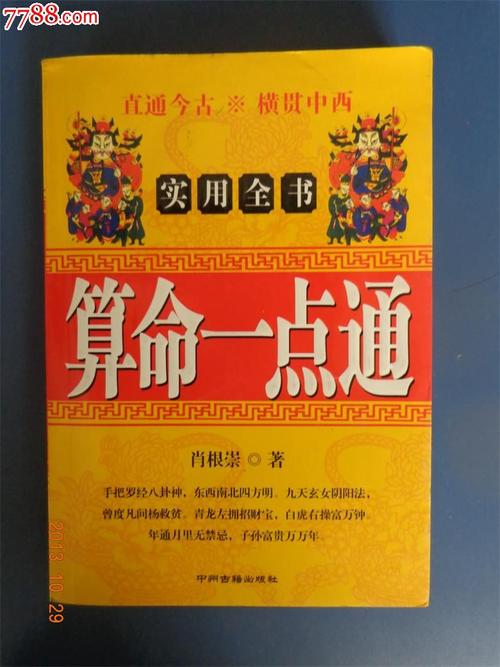 7788.com
直通今古 ※ 横贯中西
实用全书
算命一点通
肖根崇◎著
手把罗经八卦神，东西南北四方明。九天玄女阴阳法，
曾度凡间杨救贫。青龙左拥招财宝，白虎右操富万钟。
年通月里无禁忌，子孙富贵万万年。
中州古籍出版社
2013 10 29